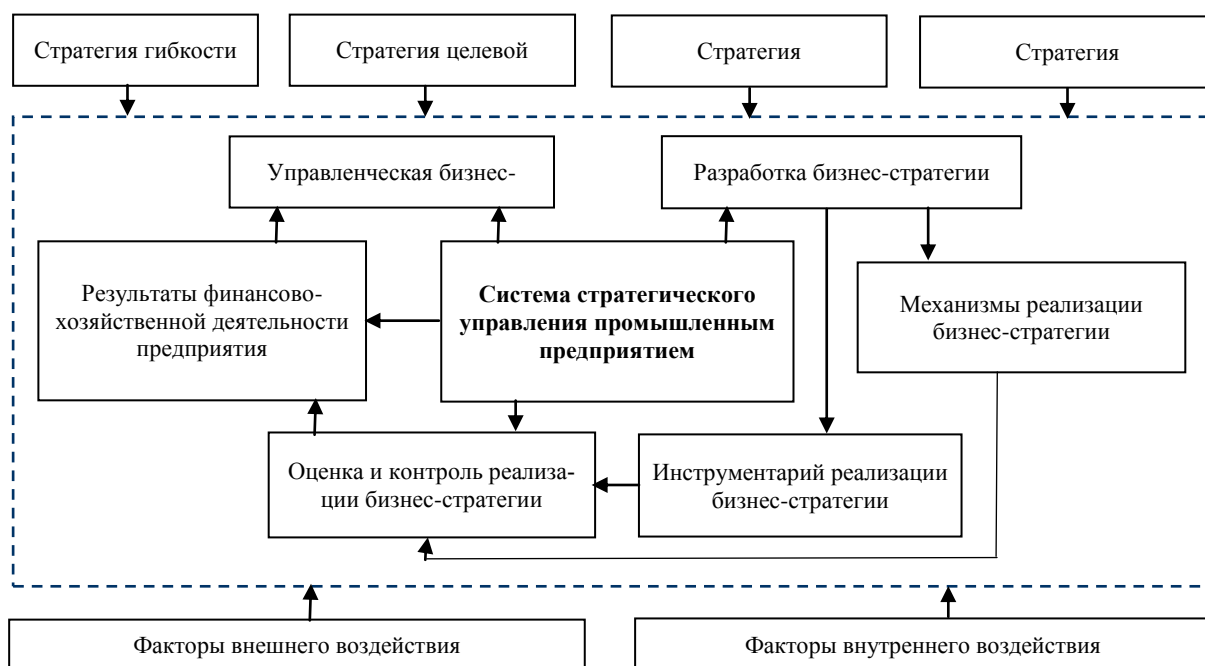 Стратегия гибкости
Стратегия целевой
Стратегия
Стратегия
Управленческая бизнес-
Разработка бизнес-стратегии
Результаты финансово-
хозяйственной деятельности
предприятия
Система стратегического
управления промышленным
предприятием
Механизмы реализации
бизнес-стратегии
Оценка и контроль реализа-
ции бизнес-стратегии
Инструментарий реализации
бизнес-стратегии
Факторы внешнего воздействия
Факторы внутреннего воздействия